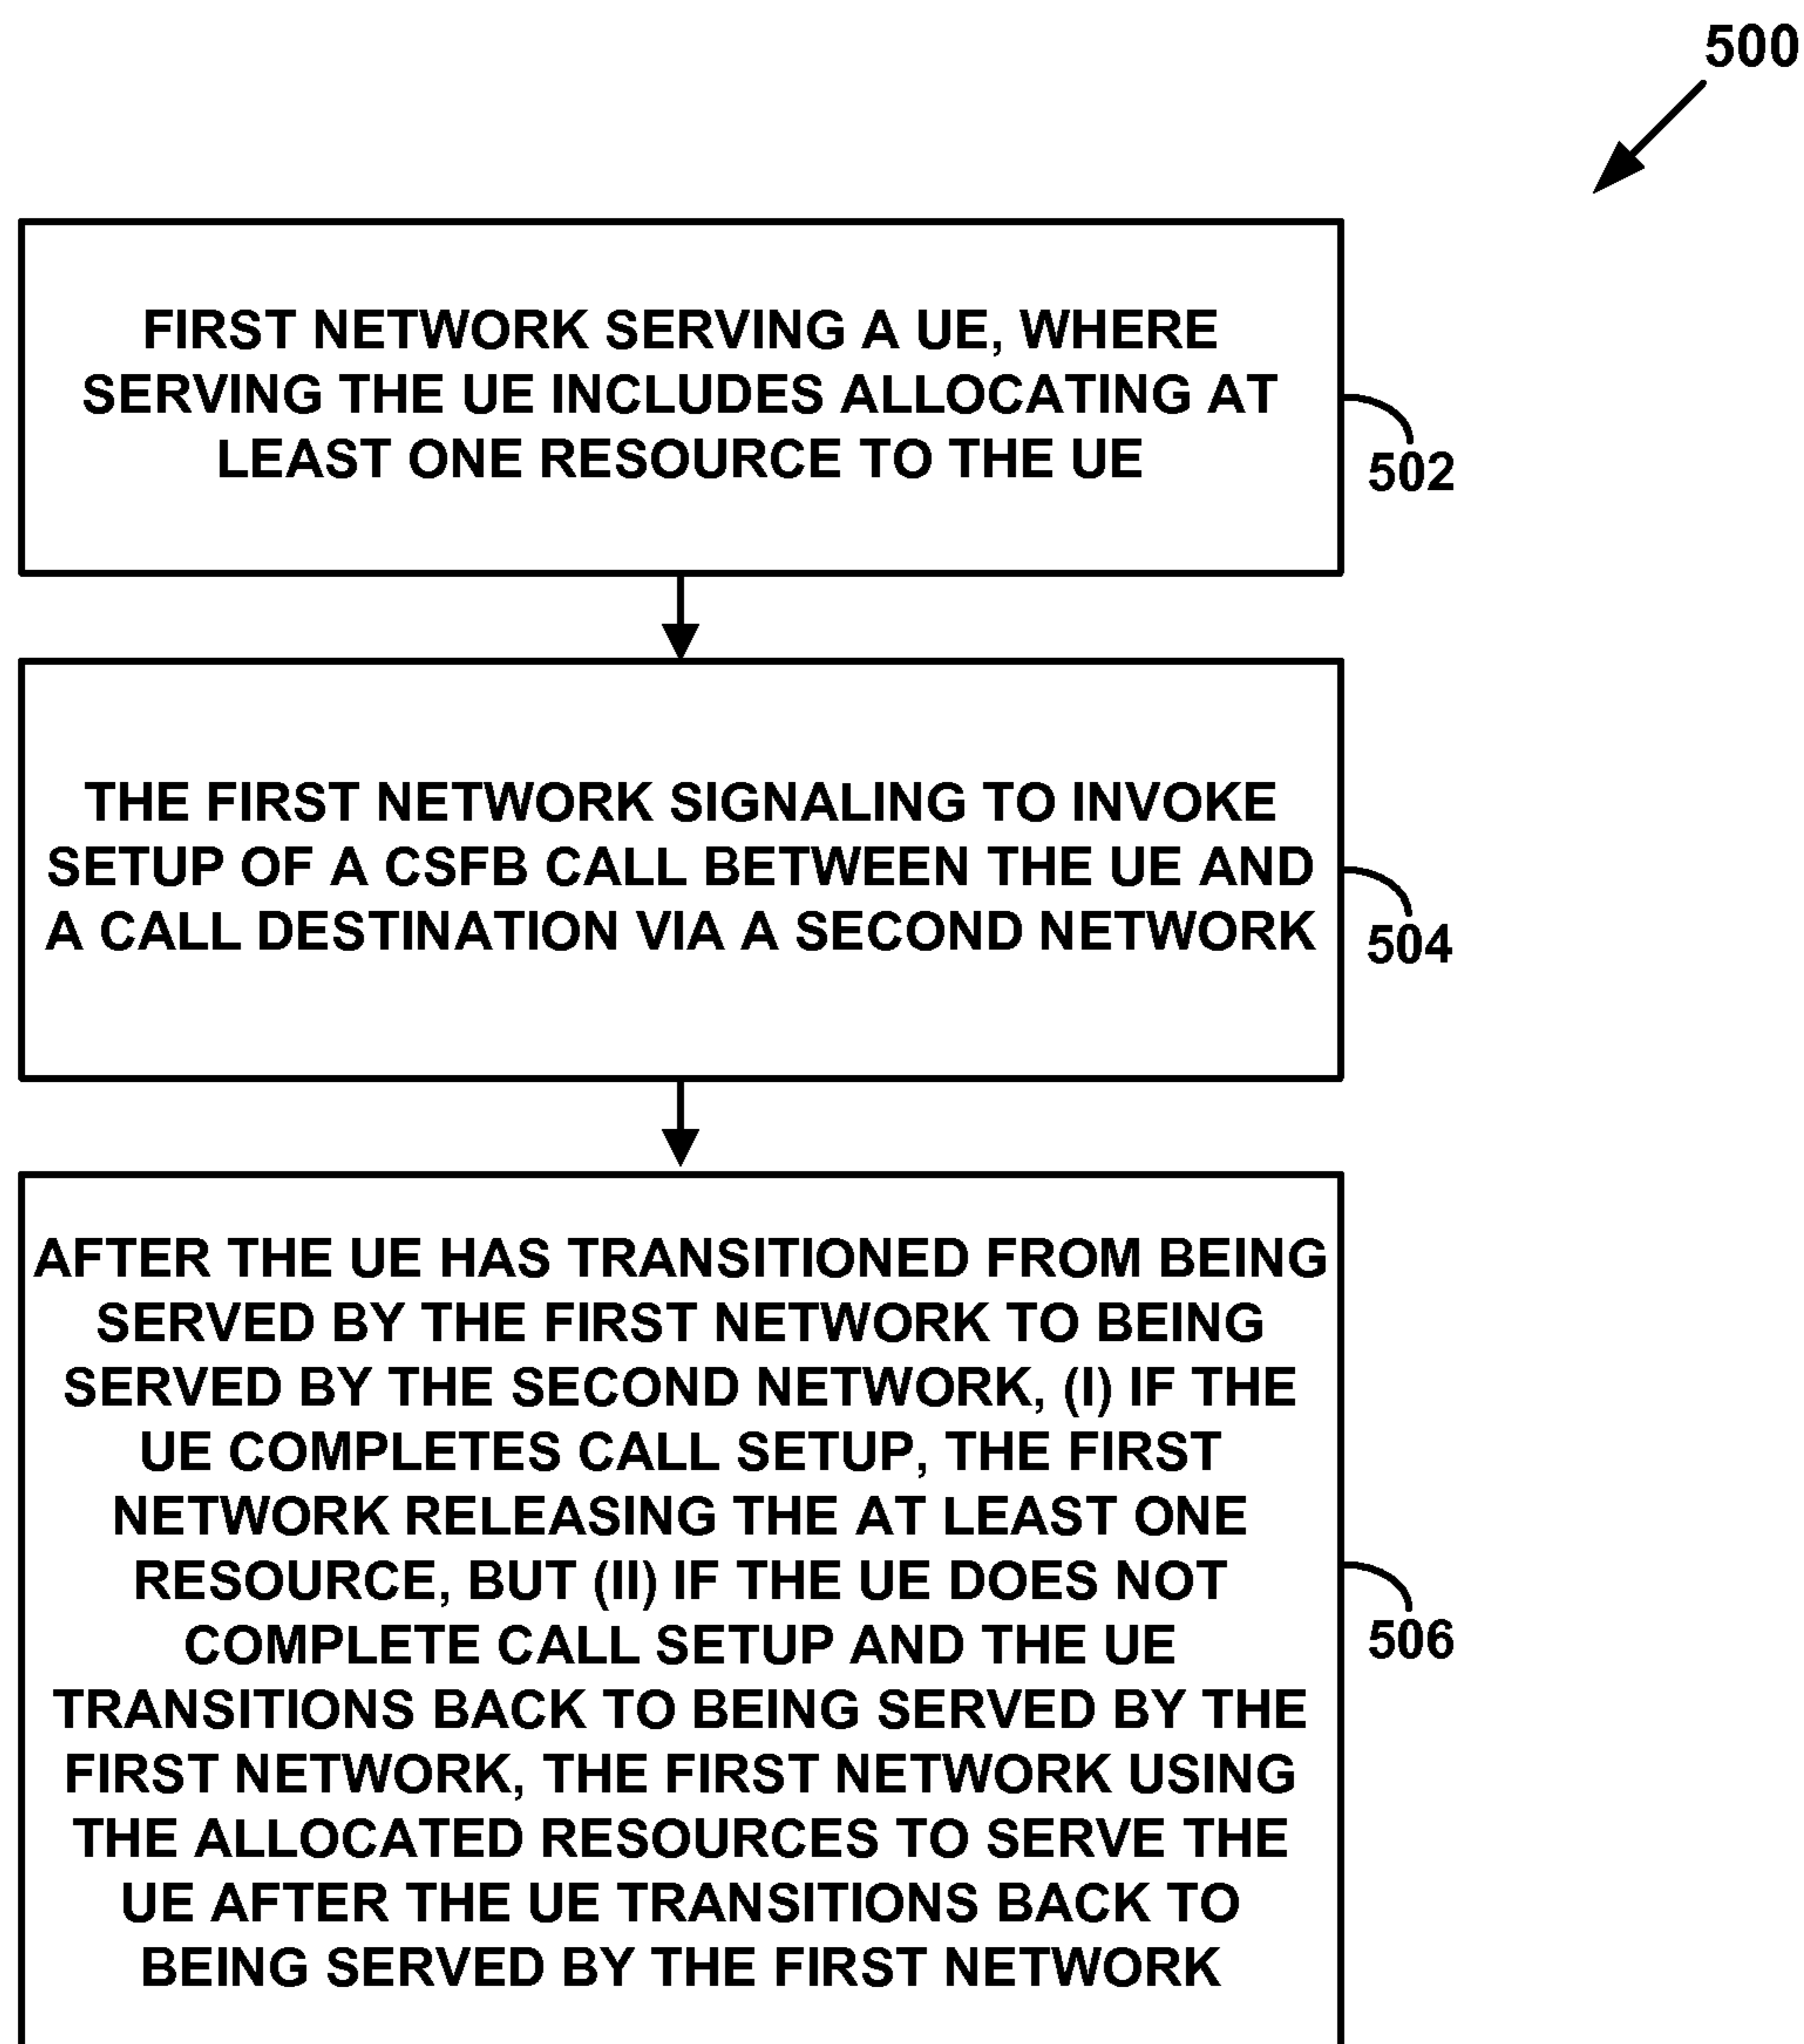 500
FIRST NETWORK SERVING A UE, WHERE
SERVING THE UE INCLUDES ALLOCATING AT
LEAST ONE RESOURCE TO THE UE
502
THE FIRST NETWORK SIGNALING TO INVOKE
SETUP OF A CSFB CALL BETWEEN THE UE AND
A CALL DESTINATION VIA A SECOND NETWORK
504
AFTER THE UE HAS TRANSITIONED FROM BEING
SERVED BY THE FIRST NETWORK TO BEING
SERVED BY THE SECOND NETWORK, (I) IF THE
UE COMPLETES CALL SETUP, THE FIRST
NETWORK RELEASING THE AT LEAST ONE
RESOURCE, BUT (II) IF THE UE DOES NOT
COMPLETE CALL SETUP AND THE UE
TRANSITIONS BACK TO BEING SERVED BY THE
FIRST NETWORK, THE FIRST NETWORK USING
THE ALLOCATED RESOURCES TO SERVE THE
UE AFTER THE UE TRANSITIONS BACK TO
BEING SERVED BY THE FIRST NETWORK
506